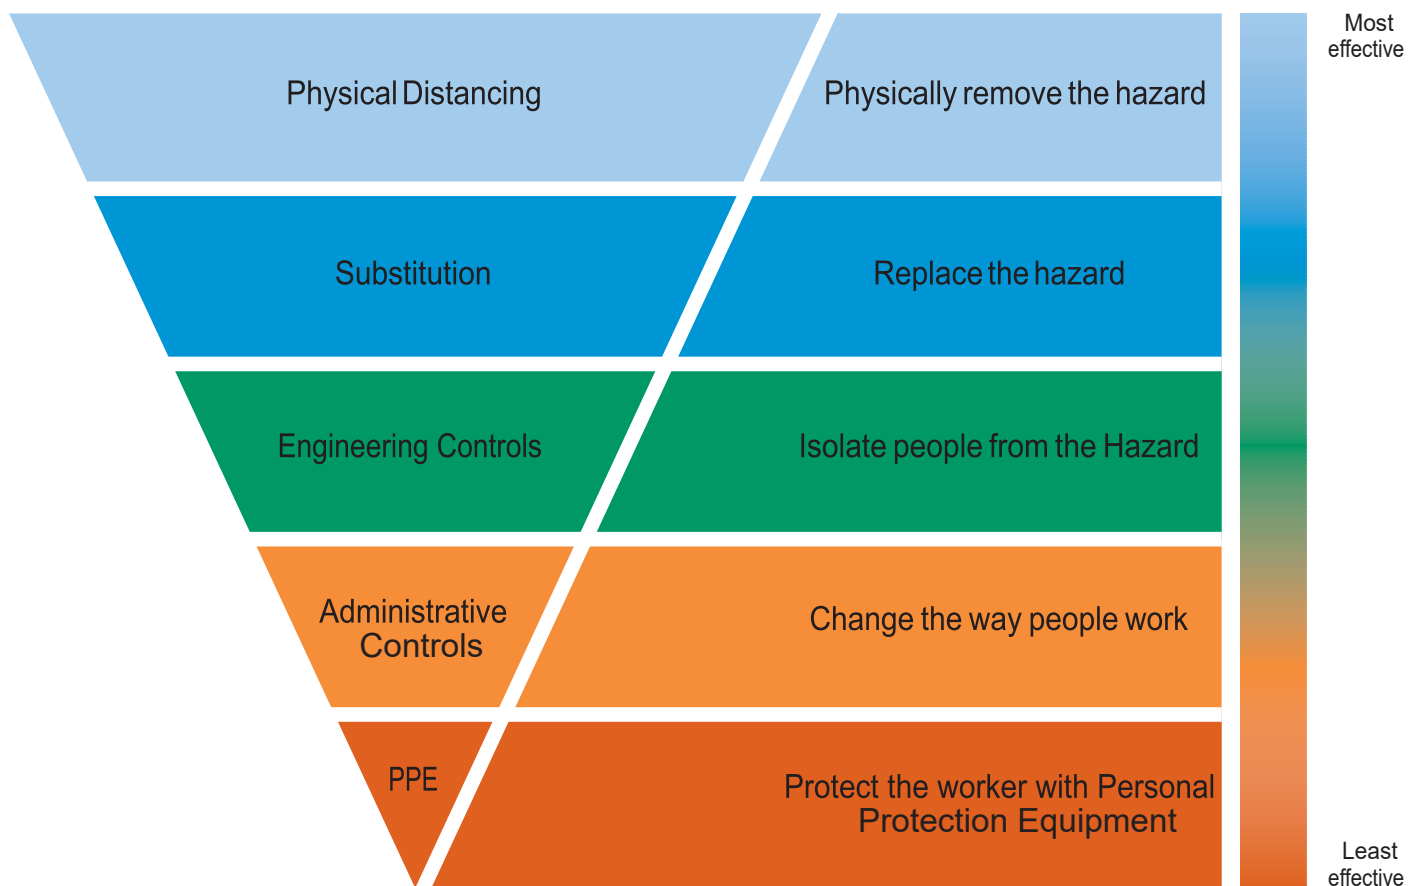 Most
effective
Physical Distancing
Physically remove the hazard
Substitution
Replace the hazard
Engineering Controls
Isolate people from the Hazard
Administrative
Controls
Change the way people work
PPE
Protect the worker with Personal
Protection Equipment
Least
effective